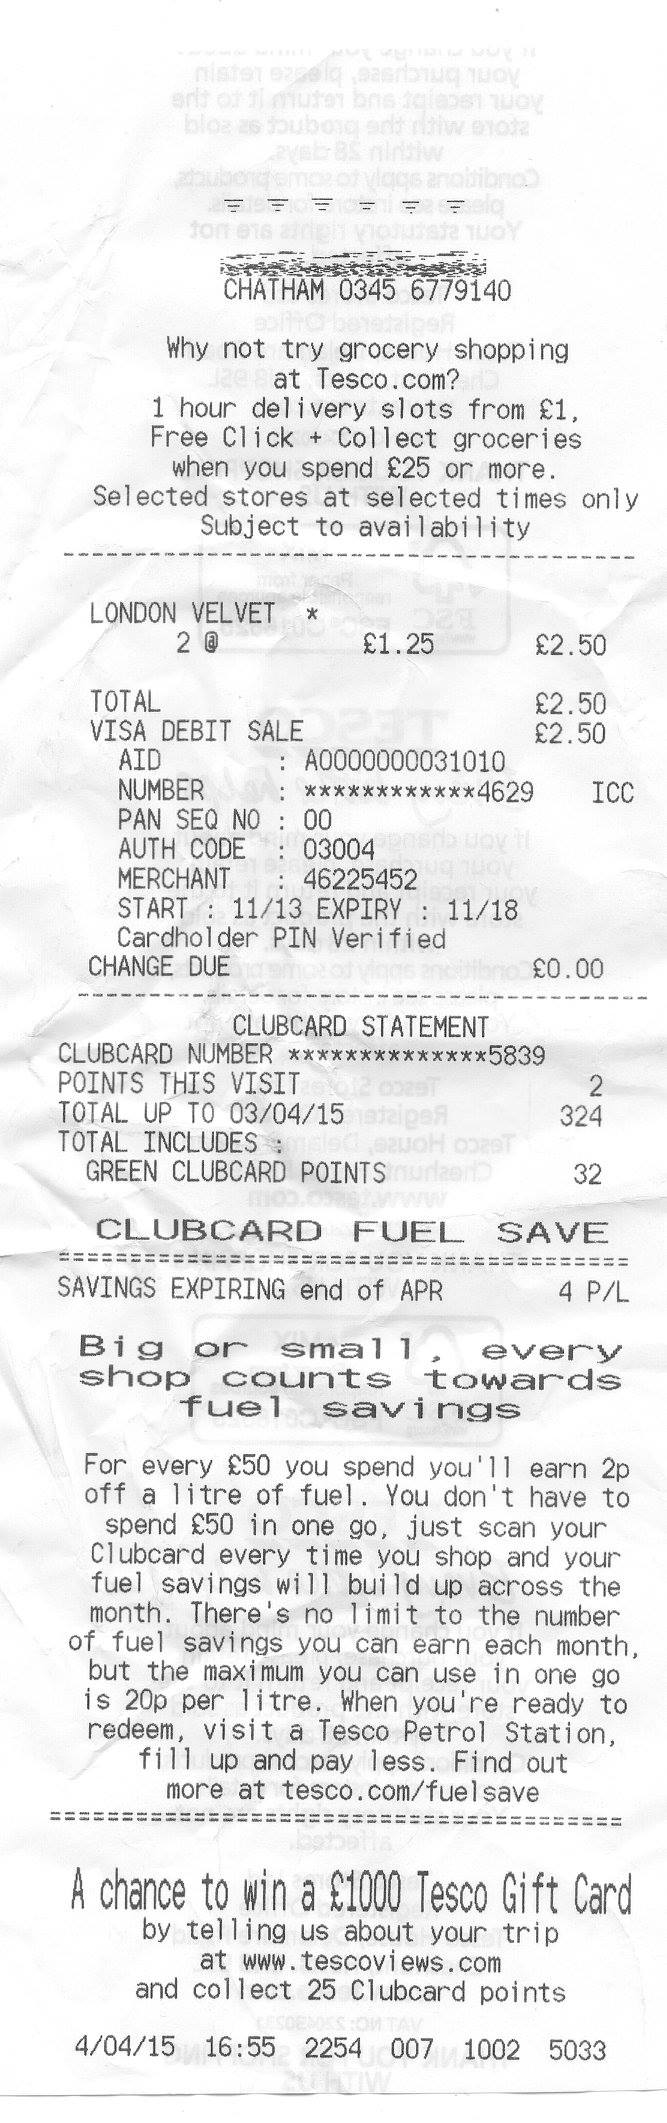 CHATHAM 0345 6779140
Why not try grocery shopping
at Tesco.com?
1 hour delivery slots from £1,
Free Click + Collect groceries
when you spend £25 or more.
Selected stores at selected times only
Subject to availability
LONDON VELVET *
2 @ £1.25 £2.50
TOTAL £2.50
VISA DEBIT SALE £2.50
AID : A0000000031010
NUMBER : ************4629 ICC
PAN SEQ NO : 00
AUTH CODE : 03004
MERCHANT : 46225452
START : 11/13 EXPIRY : 11/18
Cardholder PIN Verified
CHANGE DUE £0.00
CLUBCARD STATEMENT
CLUBCARD NUMBER **************5839
POINTS THIS VISIT 2
TOTAL UP TO 03/04/15 324
TOTAL INCLUDES :
GREEN CLUBCARD POINTS 32
CLUBCARD FUEL SAVE
SAVINGS EXPIRING end of APR 4 P/L
Big or small, every
shop counts towards
fuel savings
For every £50 you spend you'll earn 2p
off a litre of fuel. You don't have to
spend £50 in one go, just scan your
Clubcard every time you shop and your
fuel savings will build up across the
month. There's no limit to the number
of fuel savings you can earn each month,
but the maximum you can use in one go
is 20p per litre. When you're ready to
redeem, visit a Tesco Petrol Station,
fill up and pay less. Find out
more at tesco.com/fuelsave
A chance to win a £1000 Tesco Gift Card
by telling us about your trip
at www.tescoviews.com
and collect 25 Clubcard points
4/04/15 16:55 2254 007 1002 5033